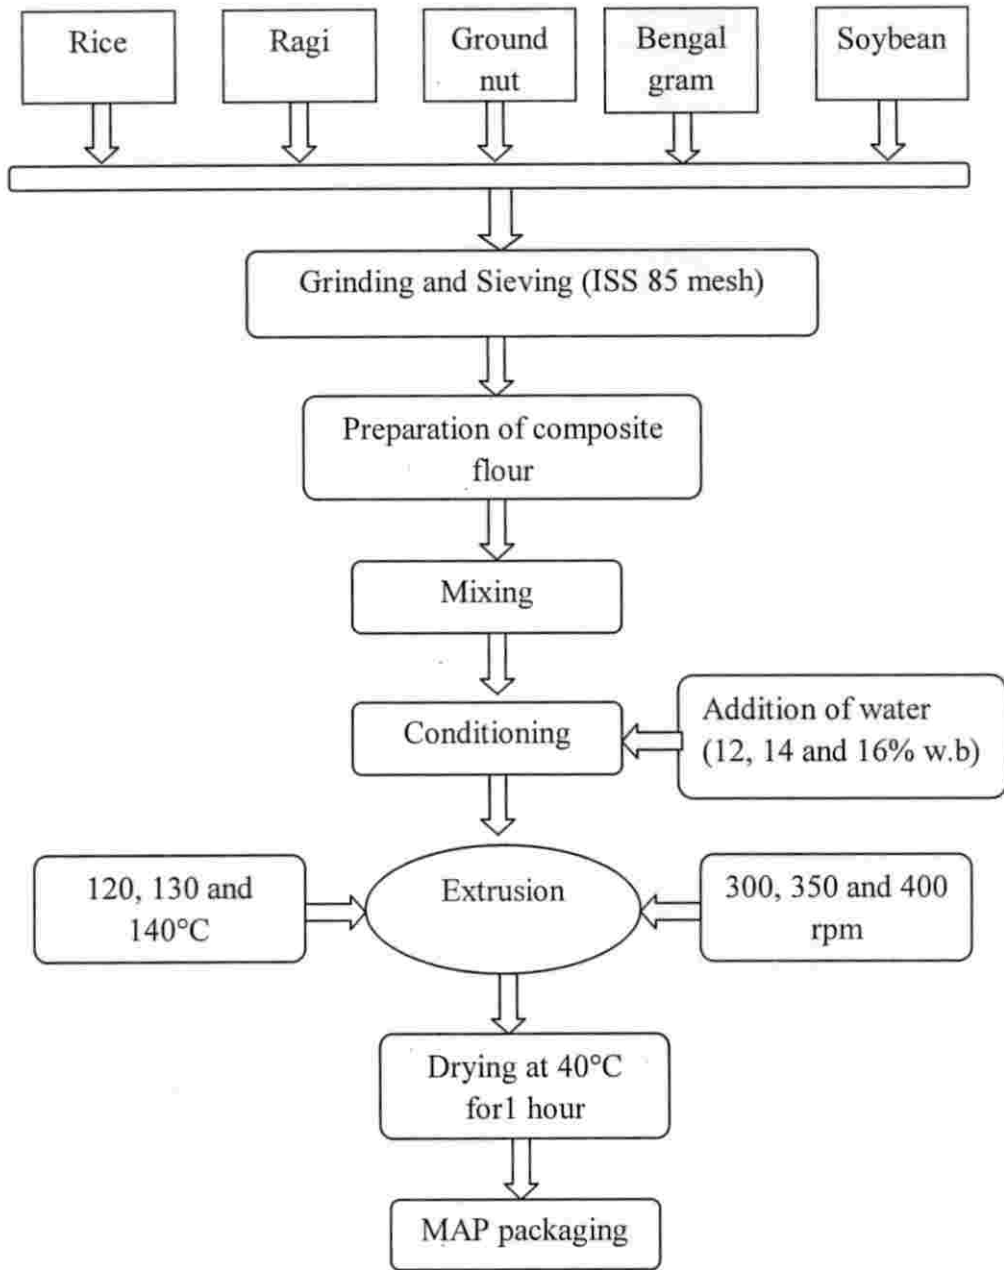 Rice
Ragi
Ground
nut
Bengal
gram
Soybean
Grinding and Sieving (ISS 85 mesh)
Preparation of composite
flour
Mixing
Conditioning
Addition of water
(12, 14 and 16% w.b)
120, 130 and
140°C
Extrusion
300, 350 and 400
rpm
Drying at 40°C
for1 hour
MAP packaging